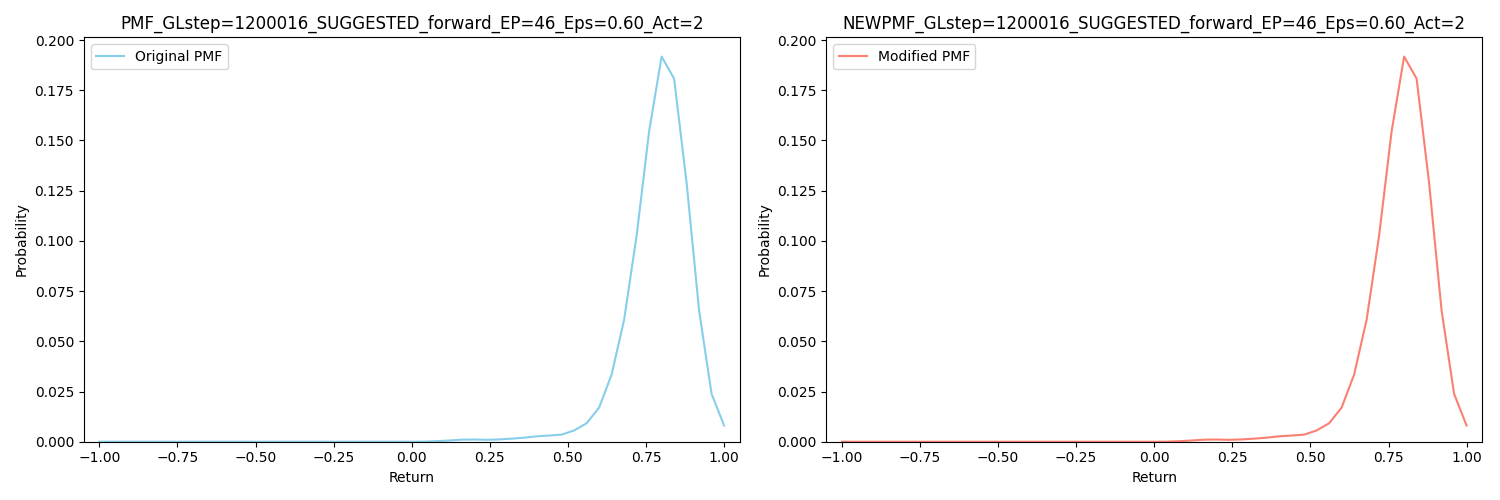 PMF_GLstep=1200016_SUGGESTED_forward_EP=46_Eps=0.60_Act=2
0.200
0.175
0.150
0.125
0.100
0.075
0.050
0.025
0.000
Probability
Original PMF
−1.00 −0.75 −0.50 −0.25 0.00 0.25 0.50 0.75 1.00
Return
NEWPMF_GLstep=1200016_SUGGESTED_forward_EP=46_Eps=0.60_Act=2
0.200
0.175
0.150
0.125
0.100
0.075
0.050
0.025
0.000
Probability
Modified PMF
−1.00 −0.75 −0.50 −0.25 0.00 0.25 0.50 0.75 1.00
Return